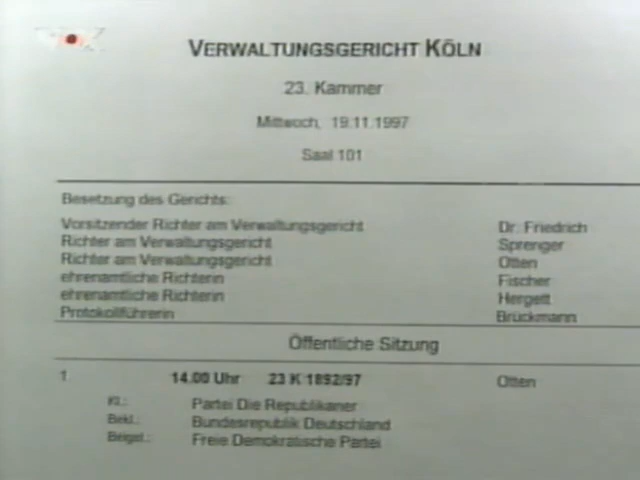 VOX
VERWALTUNGSGERICHT KÖLN
23. Kammer
Mittwoch, 19.11.1997
Saal 101
Besetzung des Gerichts:
Vorsitzender Richter am Verwaltungsgericht Dr. Friedrich
Richter am Verwaltungsgericht Sprenger
Richter am Verwaltungsgericht Otten
ehrenamtliche Richterin Fischer
ehrenamtliche Richterin Hergett
Protokollführerin Brückmann
Öffentliche Sitzung
1 14.00 Uhr 23 K 1892/97 Otten
Kl.: Partei Die Republikaner
Bekl.: Bundesrepublik Deutschland
Beigel.: Freie Demokratische Partei